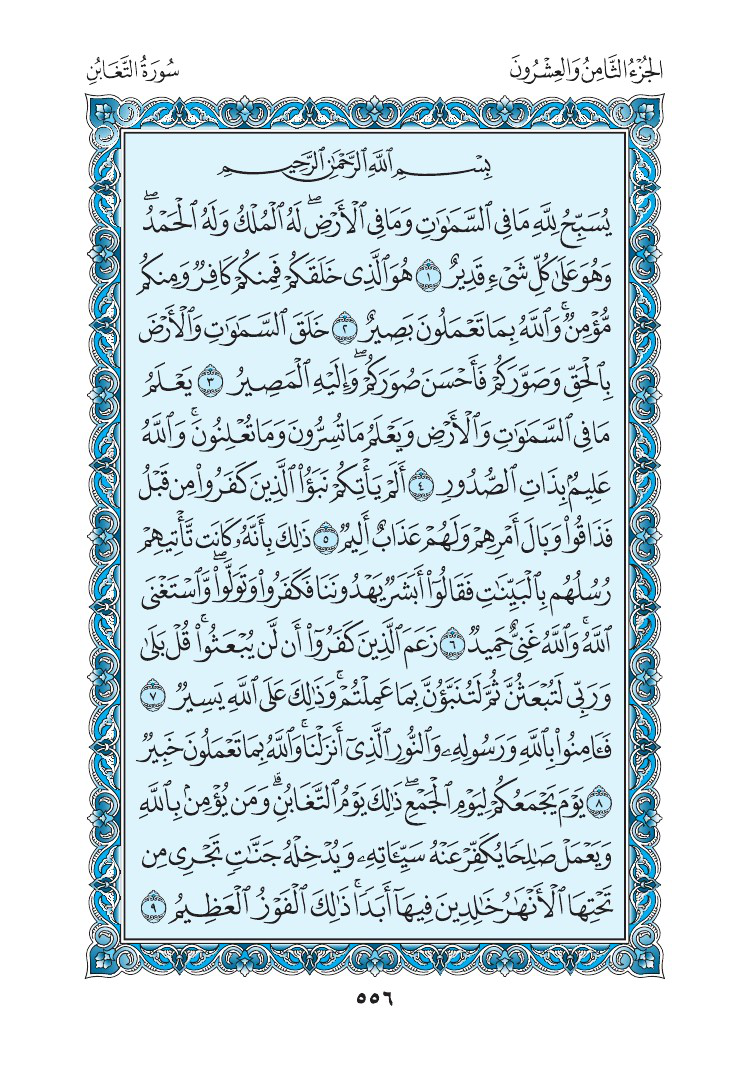 الجُزْءُ الثَّامِنُ وَالعِشْرُونَ
سُورَةُ التَّغَابُنِ
بِسْمِ ٱللَّهِ ٱلرَّحْمَٰنِ ٱلرَّحِيمِ
يُسَبِّحُ لِلَّهِ مَا فِى ٱلسَّمَٰوَٰتِ وَمَا فِى ٱلْأَرْضِ ۖ لَهُ ٱلْمُلْكُ وَلَهُ ٱلْحَمْدُ ۖ
وَهُوَ عَلَىٰ كُلِّ شَىْءٍ قَدِيرٌ ١ هُوَ ٱلَّذِى خَلَقَكُمْ فَمِنكُمْ كَافِرٌ وَمِنكُم
مُّؤْمِنٌ ۚ وَٱللَّهُ بِمَا تَعْمَلُونَ بَصِيرٌ ٢ خَلَقَ ٱلسَّمَٰوَٰتِ وَٱلْأَرْضَ
بِٱلْحَقِّ وَصَوَّرَكُمْ فَأَحْسَنَ صُوَرَكُمْ ۖ وَإِلَيْهِ ٱلْمَصِيرُ ٣ يَعْلَمُ
مَا فِى ٱلسَّمَٰوَٰتِ وَٱلْأَرْضِ وَيَعْلَمُ مَا تُسِرُّونَ وَمَا تُعْلِنُونَ ۚ وَٱللَّهُ
عَلِيمٌۢ بِذَاتِ ٱلصُّدُورِ ٤ أَلَمْ يَأْتِكُمْ نَبَؤُا۟ ٱلَّذِينَ كَفَرُوا۟ مِن قَبْلُ
فَذَاقُوا۟ وَبَالَ أَمْرِهِمْ وَلَهُمْ عَذَابٌ أَلِيمٌ ٥ ذَٰلِكَ بِأَنَّهُۥ كَانَت تَّأْتِيهِمْ
رُسُلُهُم بِٱلْبَيِّنَٰتِ فَقَالُوٓا۟ أَبَشَرٌ يَهْدُونَنَا فَكَفَرُوا۟ وَتَوَلَّوا۟ ۖ وَّٱسْتَغْنَى
ٱللَّهُ ۚ وَٱللَّهُ غَنِىٌّ حَمِيدٌ ٦ زَعَمَ ٱلَّذِينَ كَفَرُوٓا۟ أَن لَّن يُبْعَثُوا۟ ۚ قُلْ بَلَىٰ
وَرَبِّى لَتُبْعَثُنَّ ثُمَّ لَتُنَبَّؤُنَّ بِمَا عَمِلْتُمْ ۚ وَذَٰلِكَ عَلَى ٱللَّهِ يَسِيرٌ ٧
فَـَٔامِنُوا۟ بِٱللَّهِ وَرَسُولِهِۦ وَٱلنُّورِ ٱلَّذِىٓ أَنزَلْنَا ۚ وَٱللَّهُ بِمَا تَعْمَلُونَ خَبِيرٌ
٨ يَوْمَ يَجْمَعُكُمْ لِيَوْمِ ٱلْجَمْعِ ۖ ذَٰلِكَ يَوْمُ ٱلتَّغَابُنِ ۗ وَمَن يُؤْمِنۢ بِٱللَّهِ
وَيَعْمَلْ صَٰلِحًا يُكَفِّرْ عَنْهُ سَيِّـَٔاتِهِۦ وَيُدْخِلْهُ جَنَّٰتٍ تَجْرِى مِن
تَحْتِهَا ٱلْأَنْهَٰرُ خَٰلِدِينَ فِيهَآ أَبَدًا ۚ ذَٰلِكَ ٱلْفَوْزُ ٱلْعَظِيمُ ٩
٥٥٦